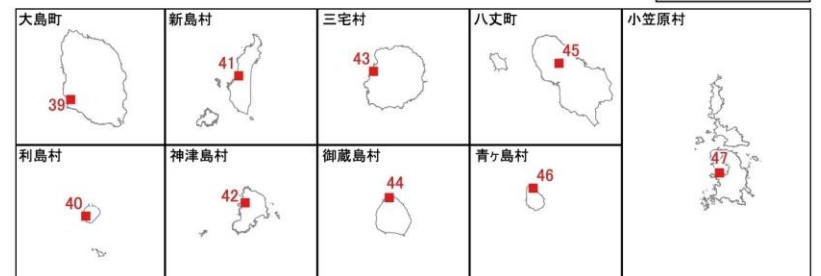 大島町
39
新島村
41
三宅村
43
八丈町
45
小笠原村
47
利島村
40
神津島村
42
御蔵島村
44
青ヶ島村
46